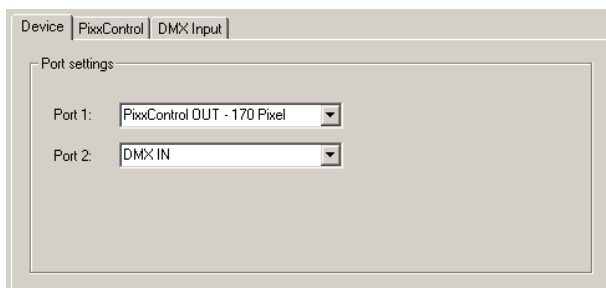 Device PixxControl DMX Input
Port settings
Port 1: PixxControl OUT - 170 Pixel
Port 2: DMX IN